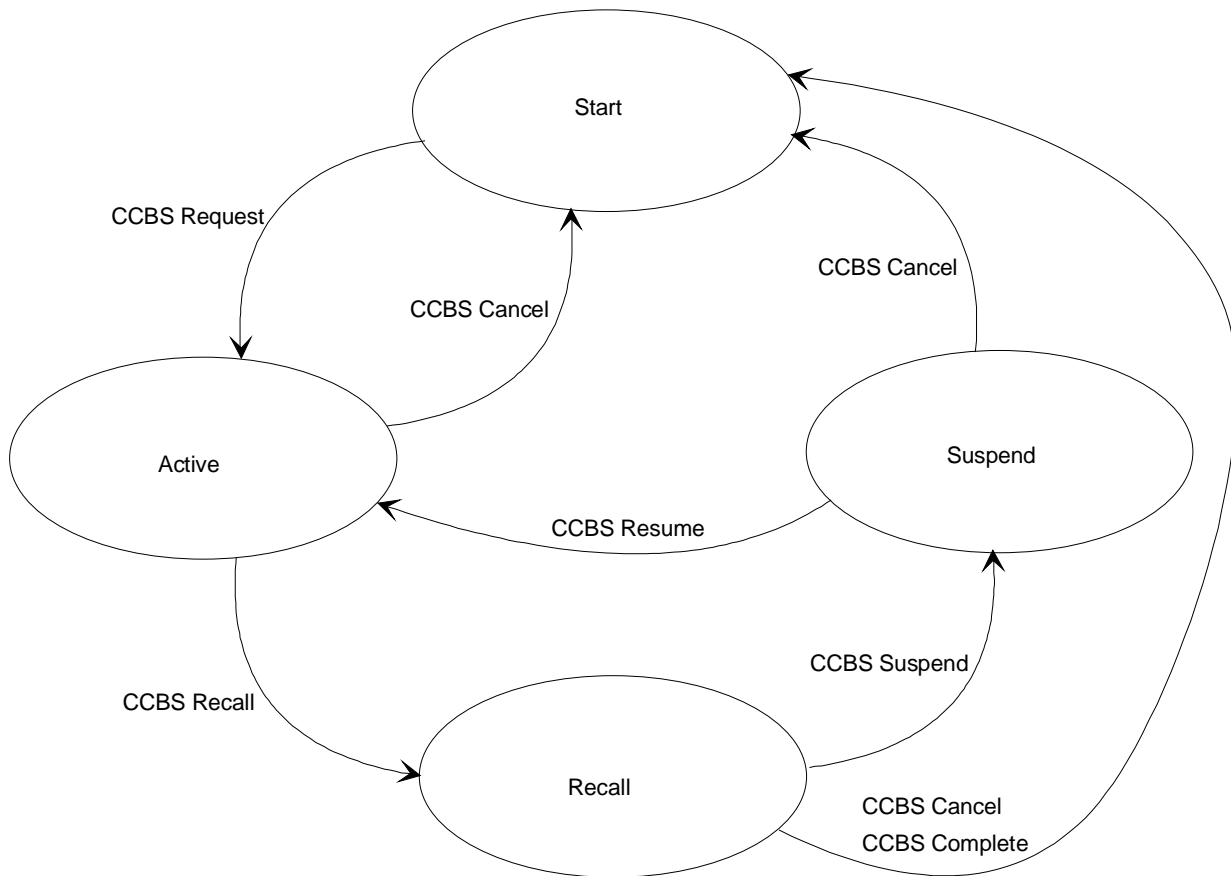 Start
CCBS Request
CCBS Cancel
CCBS Cancel
Active
Suspend
CCBS Resume
CCBS Suspend
CCBS Recall
Recall
CCBS Cancel
CCBS Complete